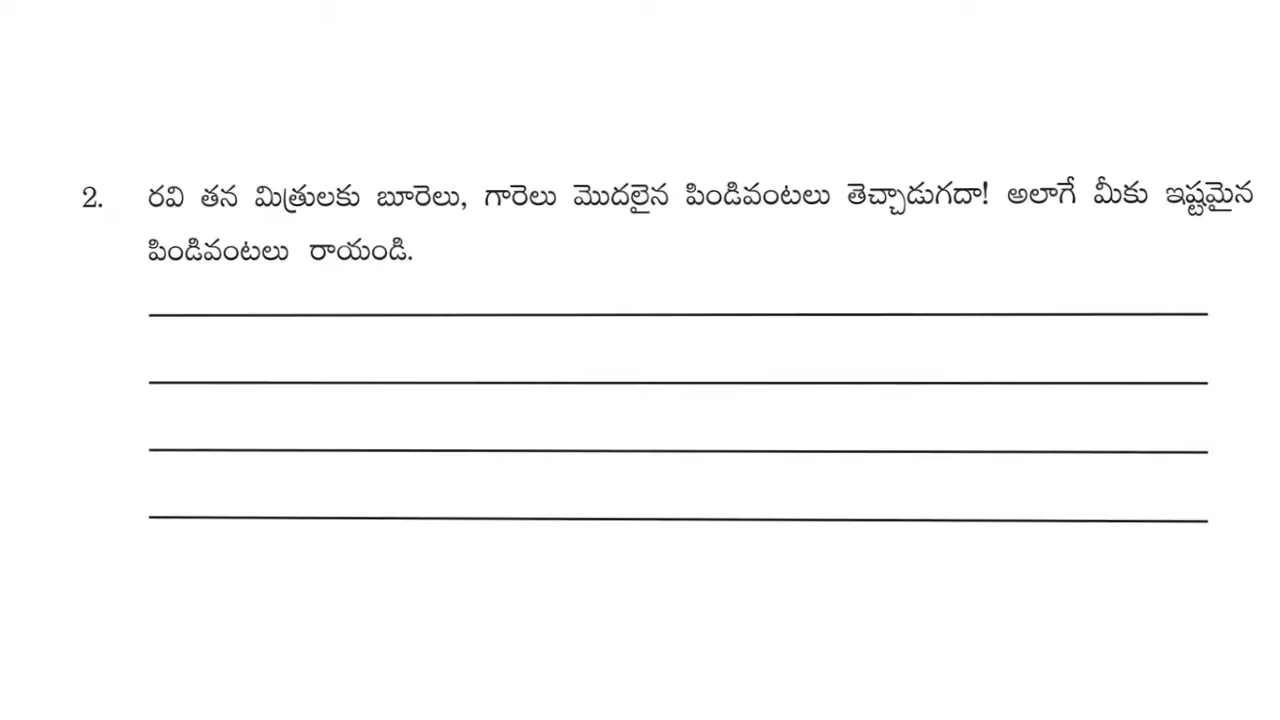 2. రవి తన మిత్రులకు బూరెలు, గారెలు మొదలైన పిండివంటలు తెచ్చాడుగదా! అలాగే మీకు ఇష్టమైన
పిండివంటలు రాయండి.